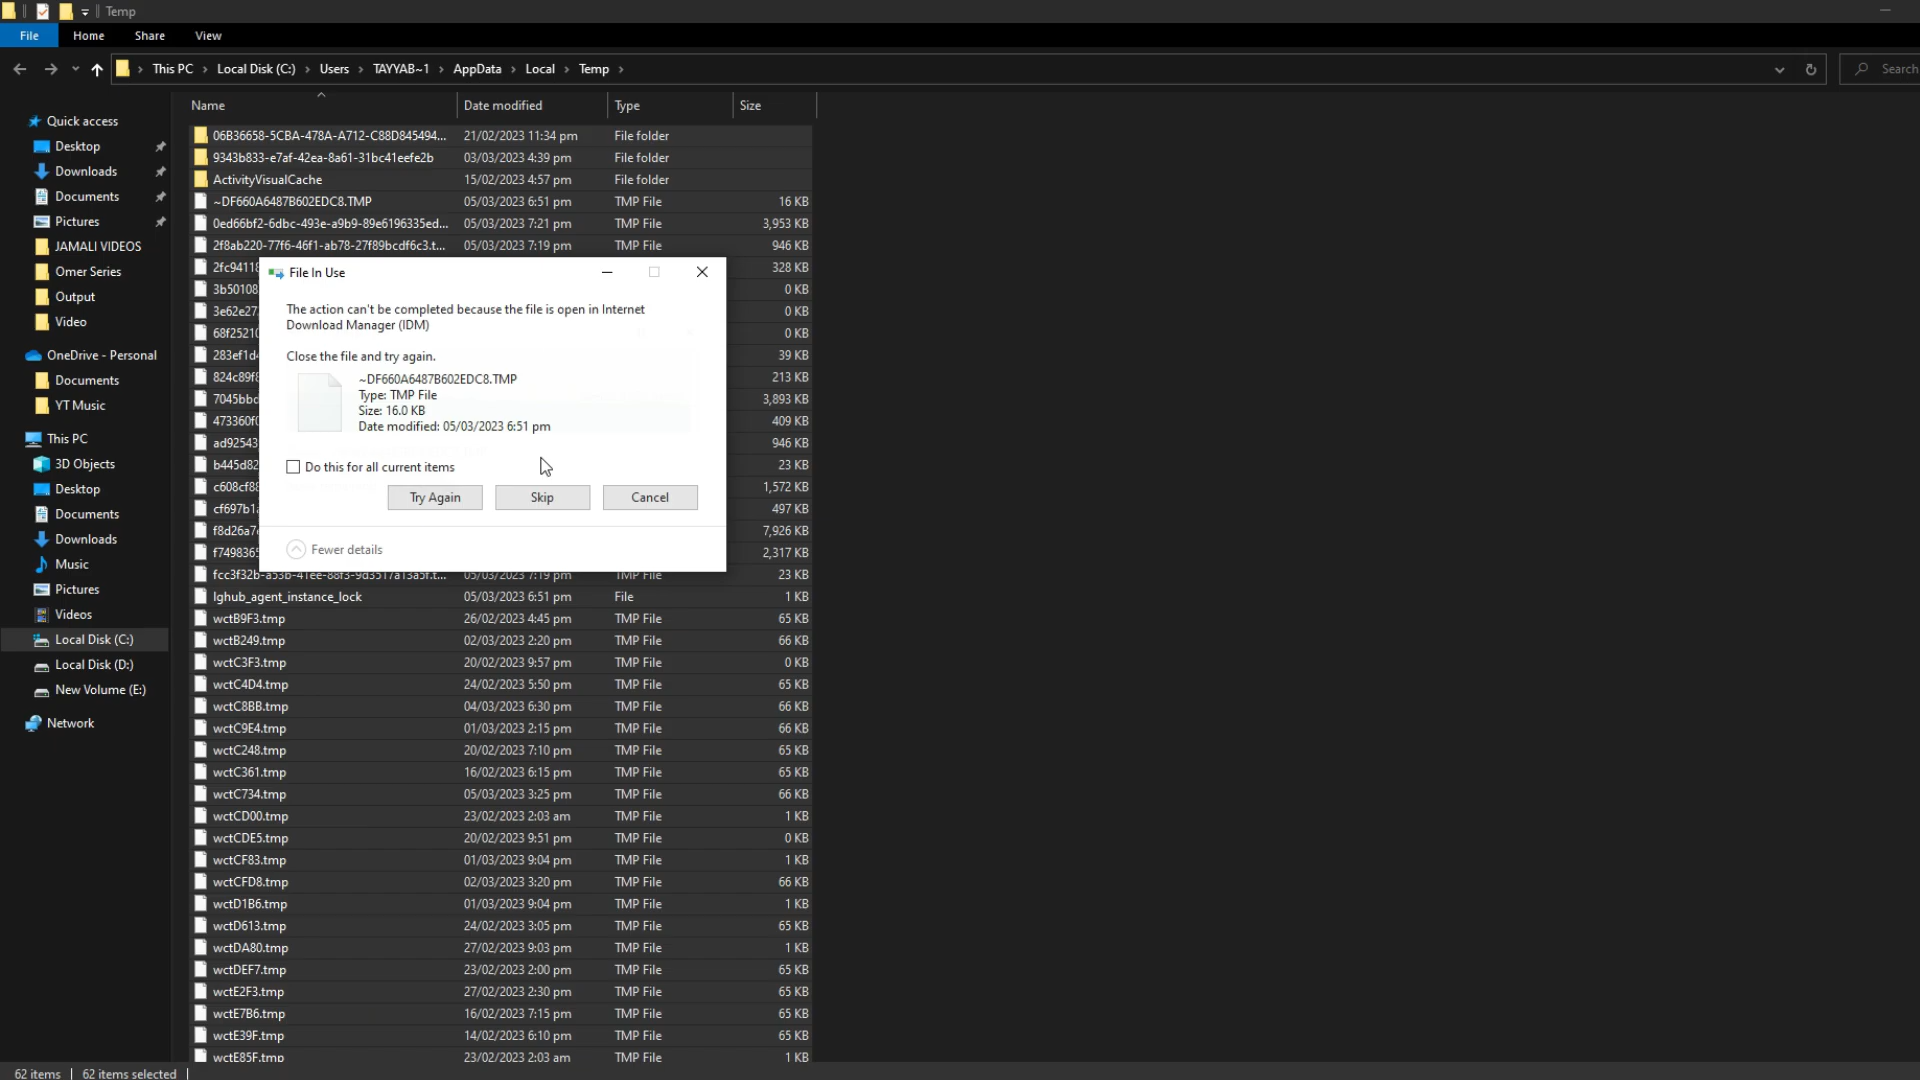 Temp
File Home Share View
This PC Local Disk (C:) Users TAYYAB~1 AppData Local Temp
Search
Name Date modified Type Size
Quick access
Desktop
Downloads
Documents
Pictures
JAMALI VIDEOS
Omer Series
Output
Video
OneDrive - Personal
Documents
YT Music
This PC
3D Objects
Desktop
Documents
Downloads
Music
Pictures
Videos
Local Disk (C:)
Local Disk (D:)
New Volume (E:)
Network
06B36658-5CBA-478A-A712-C88D845494... 21/02/2023 11:34 pm File folder
9343b833-e7af-42ea-8a61-31bc41eefe2b 03/03/2023 4:39 pm File folder
ActivityVisualCache 15/02/2023 4:57 pm File folder
~DF660A6487B602EDC8.TMP 05/03/2023 6:51 pm TMP File 16 KB
0ed66bf2-6dbc-493e-a9b9-89e6196335ed... 05/03/2023 7:21 pm TMP File 3,953 KB
2f8ab220-77f6-46f1-ab78-27f89bcdf6c3.t... 05/03/2023 7:19 pm TMP File 946 KB
2fc94118 328 KB
3b50108 0 KB
3e62e27 0 KB
68f25210 0 KB
283ef1d 39 KB
824c89f8 213 KB
7045bbc 3,893 KB
473360f 409 KB
ad92543 946 KB
b445d82 23 KB
c608cf8 1,572 KB
cf697b1 497 KB
f8d26a7 7,926 KB
f7498365 2,317 KB
File In Use
The action can't be completed because the file is open in Internet
Download Manager (IDM)
Close the file and try again.
~DF660A6487B602EDC8.TMP
Type: TMP File
Size: 16.0 KB
Date modified: 05/03/2023 6:51 pm
Do this for all current items
Try Again Skip Cancel
Fewer details
fcc3f32b-a53b-41ee-88f3-9d3517a13a5f.t... 05/03/2023 7:19 pm TMP File 23 KB
lghub_agent_instance_lock 05/03/2023 6:51 pm File 1 KB
wctB9F3.tmp 26/02/2023 4:45 pm TMP File 65 KB
wctB249.tmp 02/03/2023 2:20 pm TMP File 66 KB
wctC3F3.tmp 20/02/2023 9:57 pm TMP File 0 KB
wctC4D4.tmp 24/02/2023 5:50 pm TMP File 65 KB
wctC8BB.tmp 04/03/2023 6:30 pm TMP File 66 KB
wctC9E4.tmp 01/03/2023 2:15 pm TMP File 66 KB
wctC248.tmp 20/02/2023 7:10 pm TMP File 65 KB
wctC361.tmp 16/02/2023 6:15 pm TMP File 65 KB
wctC734.tmp 05/03/2023 3:25 pm TMP File 66 KB
wctCD00.tmp 23/02/2023 2:03 am TMP File 1 KB
wctCDE5.tmp 20/02/2023 9:51 pm TMP File 0 KB
wctCF83.tmp 01/03/2023 9:04 pm TMP File 1 KB
wctCFD8.tmp 02/03/2023 3:20 pm TMP File 66 KB
wctD1B6.tmp 01/03/2023 9:04 pm TMP File 1 KB
wctD613.tmp 24/02/2023 3:05 pm TMP File 65 KB
wctDA80.tmp 27/02/2023 9:03 pm TMP File 1 KB
wctDEF7.tmp 23/02/2023 2:00 pm TMP File 65 KB
wctE2F3.tmp 27/02/2023 2:30 pm TMP File 65 KB
wctE7B6.tmp 16/02/2023 7:15 pm TMP File 65 KB
wctE39F.tmp 14/02/2023 6:10 pm TMP File 65 KB
wctE85F.tmp 23/02/2023 2:03 am TMP File 1 KB
62 items 62 items selected